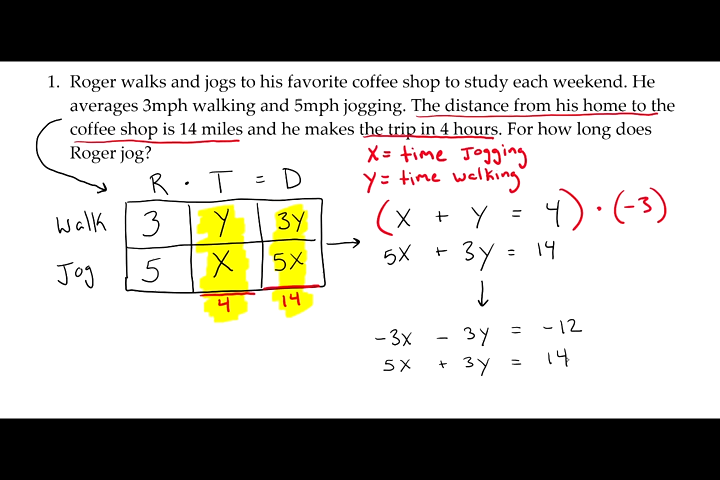 1. Roger walks and jogs to his favorite coffee shop to study each weekend. He
averages 3mph walking and 5mph jogging. The distance from his home to the
coffee shop is 14 miles and he makes the trip in 4 hours. For how long does
Roger jog?
X = time Jogging
Y = time walking
R · T = D
Walk 3 Y 3Y
Jog 5 X 5X
4 14
(X + Y = 4) · (-3)
5X + 3Y = 14
-3X - 3Y = -12
5X + 3Y = 14